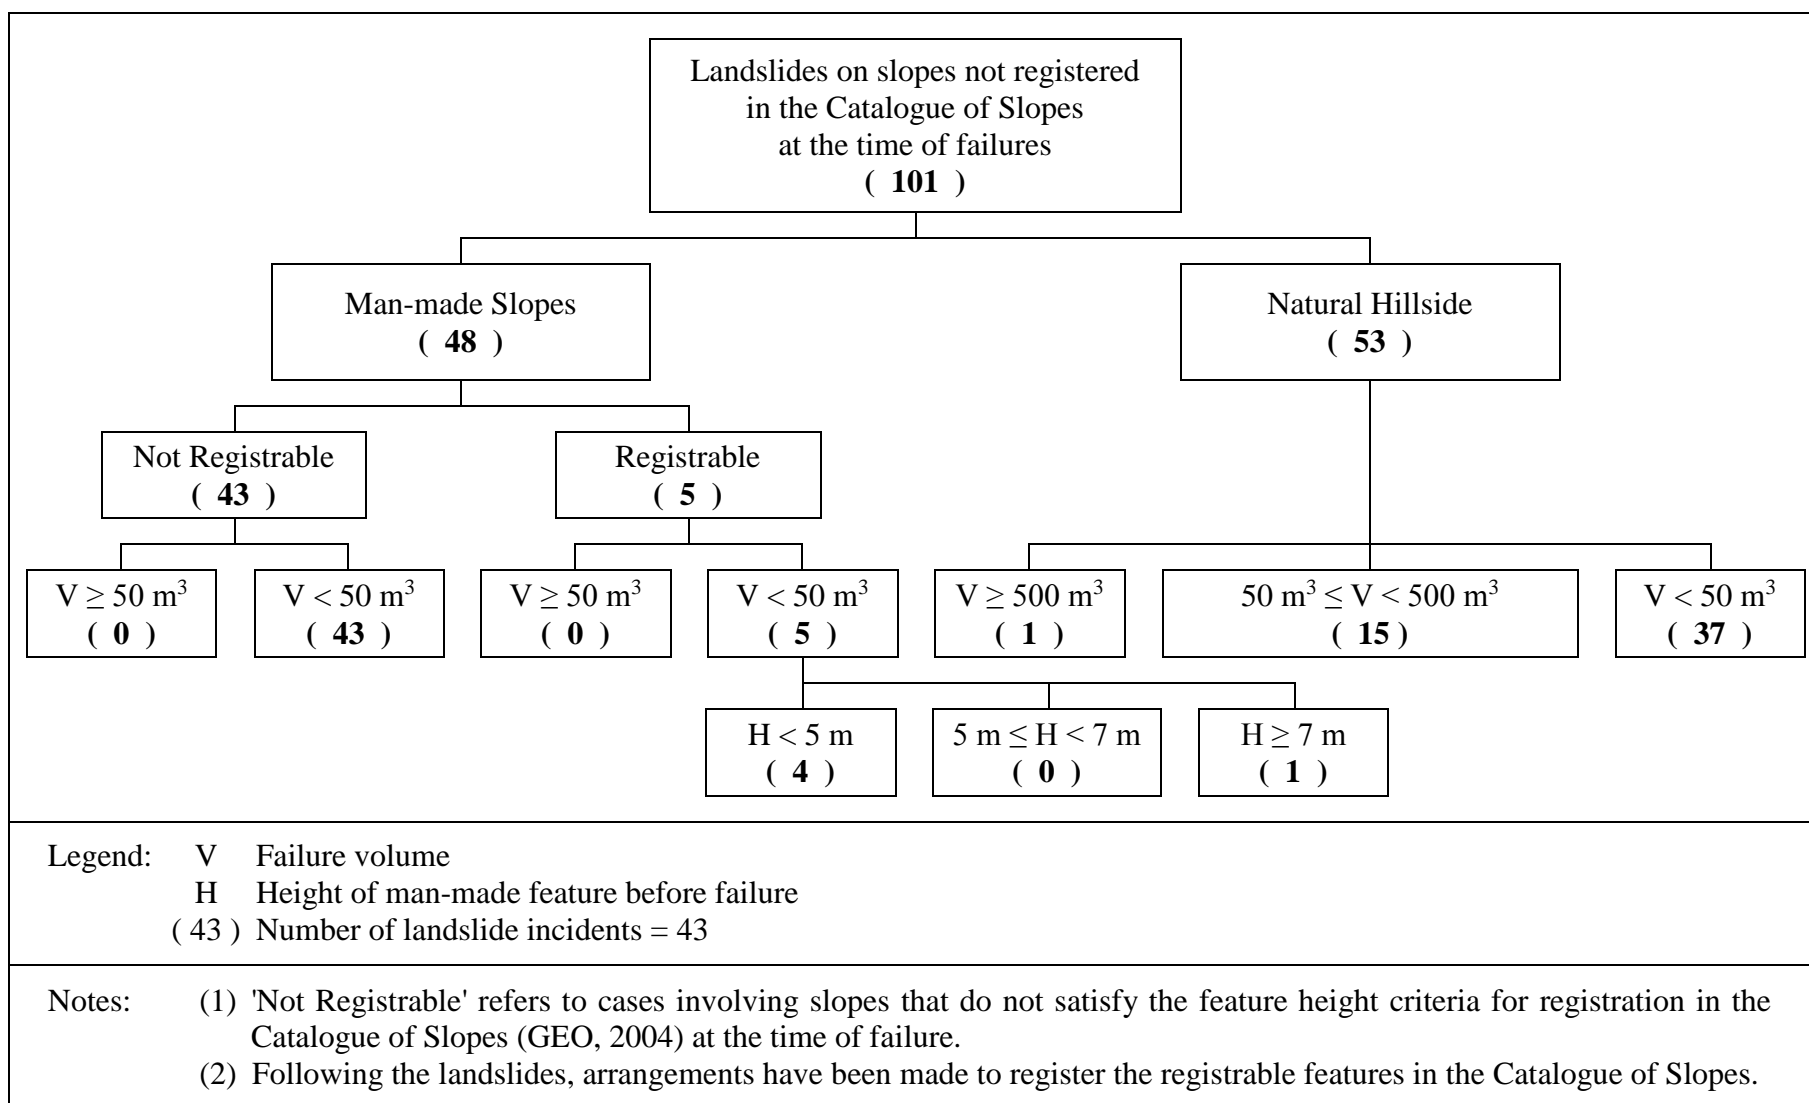 Landslides on slopes not registered
in the Catalogue of Slopes
at the time of failures
( 101 )
Man-made Slopes
( 48 )
Natural Hillside
( 53 )
Not Registrable
( 43 )
Registrable
( 5 )
V ≥ 50 m³
( 0 )
V < 50 m³
( 43 )
V ≥ 50 m³
( 0 )
V < 50 m³
( 5 )
V ≥ 500 m³
( 1 )
50 m³ ≤ V < 500 m³
( 15 )
V < 50 m³
( 37 )
H < 5 m
( 4 )
5 m ≤ H < 7 m
( 0 )
H ≥ 7 m
( 1 )
Legend: V Failure volume
H Height of man-made feature before failure
( 43 ) Number of landslide incidents = 43
Notes: (1) 'Not Registrable' refers to cases involving slopes that do not satisfy the feature height criteria for registration in the
Catalogue of Slopes (GEO, 2004) at the time of failure.
(2) Following the landslides, arrangements have been made to register the registrable features in the Catalogue of Slopes.